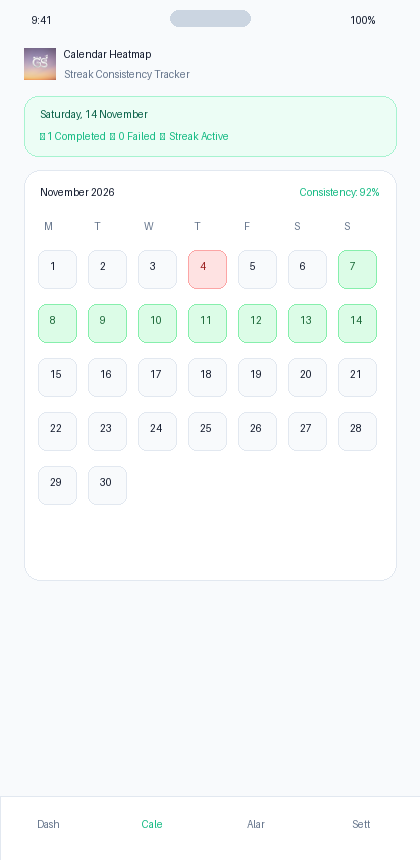 9:41 100%
Calendar Heatmap
Streak Consistency Tracker
Saturday, 14 November
1 Completed 0 Failed Streak Active
November 2026 Consistency: 92%
M T W T F S S
1 2 3 4 5 6 7
8 9 10 11 12 13 14
15 16 17 18 19 20 21
22 23 24 25 26 27 28
29 30
Dash Cale Alar Sett